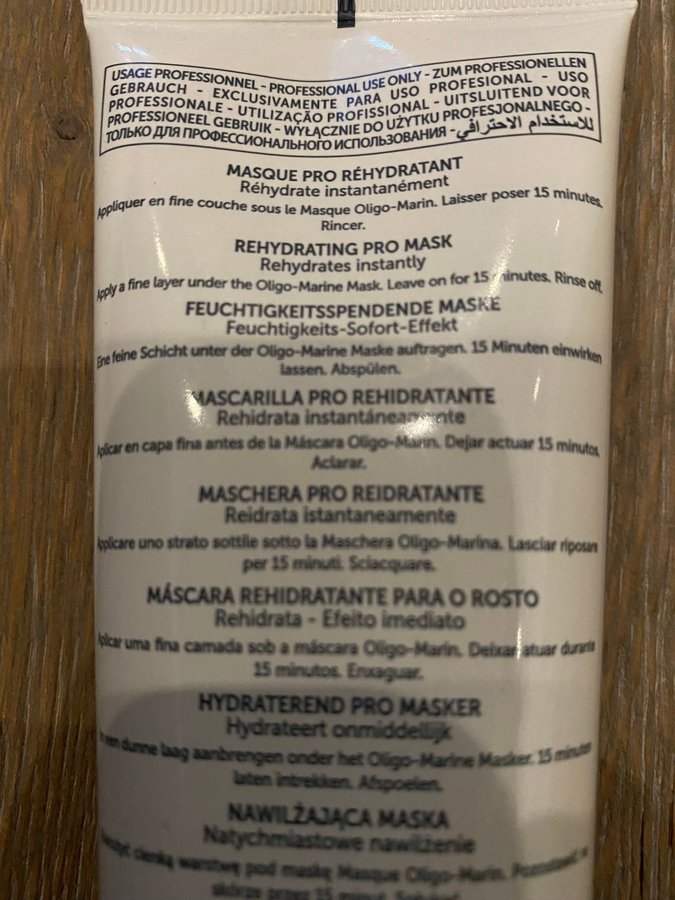 USAGE PROFESSIONNEL - PROFESSIONAL USE ONLY - ZUM PROFESSIONELLEN
GEBRAUCH - EXCLUSIVAMENTE PARA USO PROFESIONAL - USO
PROFESSIONALE - UTILIZAÇÃO PROFISSIONAL - UITSLUITEND VOOR
PROFESSIONEEL GEBRUIK - WYŁĄCZNIE DO UŻYTKU PROFESJONALNEGO -
ТОЛЬКО ДЛЯ ПРОФЕССИОНАЛЬНОГО ИСПОЛЬЗОВАНИЯ - للاستخدام الاحترافي
MASQUE PRO RÉHYDRATANT
Réhydrate instantanément
Appliquer en fine couche sous le Masque Oligo-Marin. Laisser poser 15 minutes.
Rincer.
REHYDRATING PRO MASK
Rehydrates instantly
Apply a fine layer under the Oligo-Marine Mask. Leave on for 15 minutes. Rinse off.
FEUCHTIGKEITSSPENDENDE MASKE
Feuchtigkeits-Sofort-Effekt
Eine feine Schicht unter der Oligo-Marine Maske auftragen. 15 Minuten einwirken
lassen. Abspülen.
MASCARILLA PRO REHIDRATANTE
Rehidrata instantáneamente
Aplicar en capa fina antes de la Máscara Oligo-Marin. Dejar actuar 15 minutos.
Aclarar.
MASCHERA PRO REIDRATANTE
Reidrata istantaneamente
Applicare uno strato sottile sotto la Maschera Oligo-Marina. Lasciar riposare
per 15 minuti. Sciacquare.
MÁSCARA REHIDRATANTE PARA O ROSTO
Rehidrata - Efeito imediato
Aplicar uma fina camada sob a máscara Oligo-Marin. Deixar atuar durante
15 minutos. Enxaguar.
HYDRATEREND PRO MASKER
Hydrateert onmiddellijk
een dunne laag aanbrengen onder het Oligo-Marine Masker. 15 minuten
laten intrekken. Afspoelen.
NAWILŻAJĄCA MASKA
Natychmiastowe nawilżenie
cienką warstwę pod maskę Masque Oligo-Marin. Pozostawić
skórze przez 15 minut.